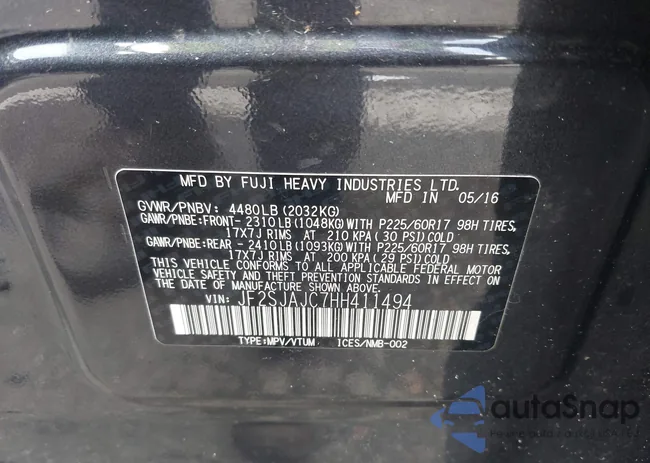 MFD BY FUJI HEAVY INDUSTRIES LTD.
MFD IN 05/16
GVWR/PNBV: 4480LB (2032KG)
GAWR/PNBE:FRONT- 2310LB (1048KG) WITH P225/60R17 98H TIRES,
17X7J RIMS AT 210 KPA (30 PSI) COLD
GAWR/PNBE:REAR - 2410LB (1093KG) WITH P225/60R17 98H TIRES,
17X7J RIMS AT 200 KPA (29 PSI) COLD
THIS VEHICLE CONFORMS TO ALL APPLICABLE FEDERAL MOTOR
VEHICLE SAFETY AND THEFT PREVENTION STANDARDS IN EFFECT ON
THE DATE OF MANUFACTURE SHOWN ABOVE.
VIN: JF2SJAJC7HH411494
TYPE:MPV/VTUM ICES/NMB-002
autoSnap